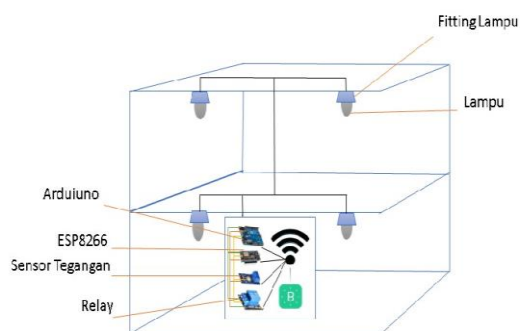 Fitting Lampu
Lampu
Arduiuno
ESP8266
Sensor Tegangan
Relay
B